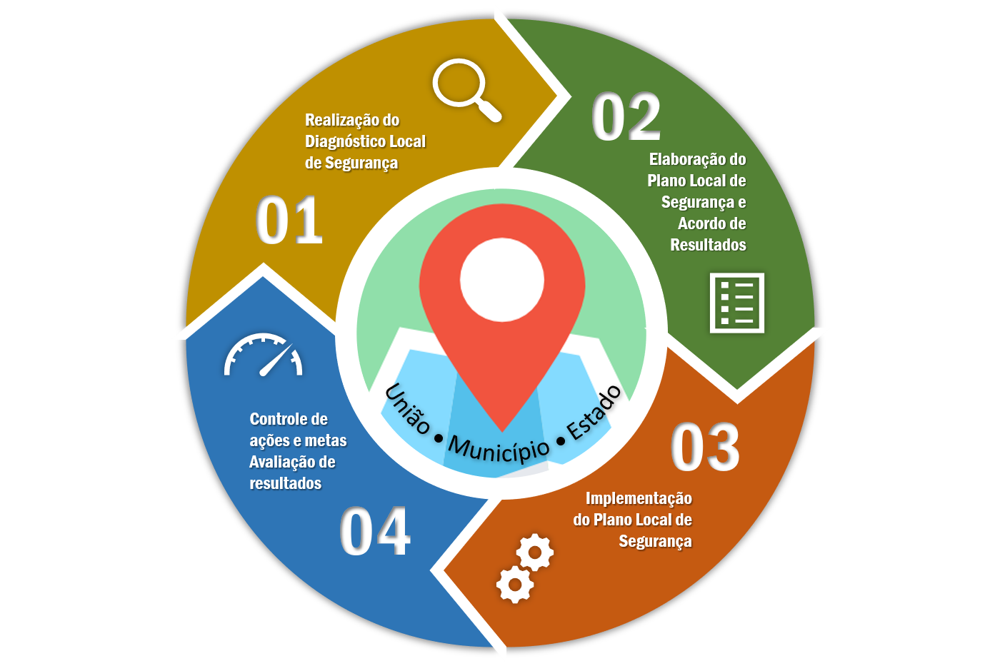 01
Realização do
Diagnóstico Local
de Segurança
02
Elaboração do
Plano Local de
Segurança e
Acordo de
Resultados
03
Implementação
do Plano Local de
Segurança
04
Controle de
ações e metas
Avaliação de
resultados
União • Município • Estado